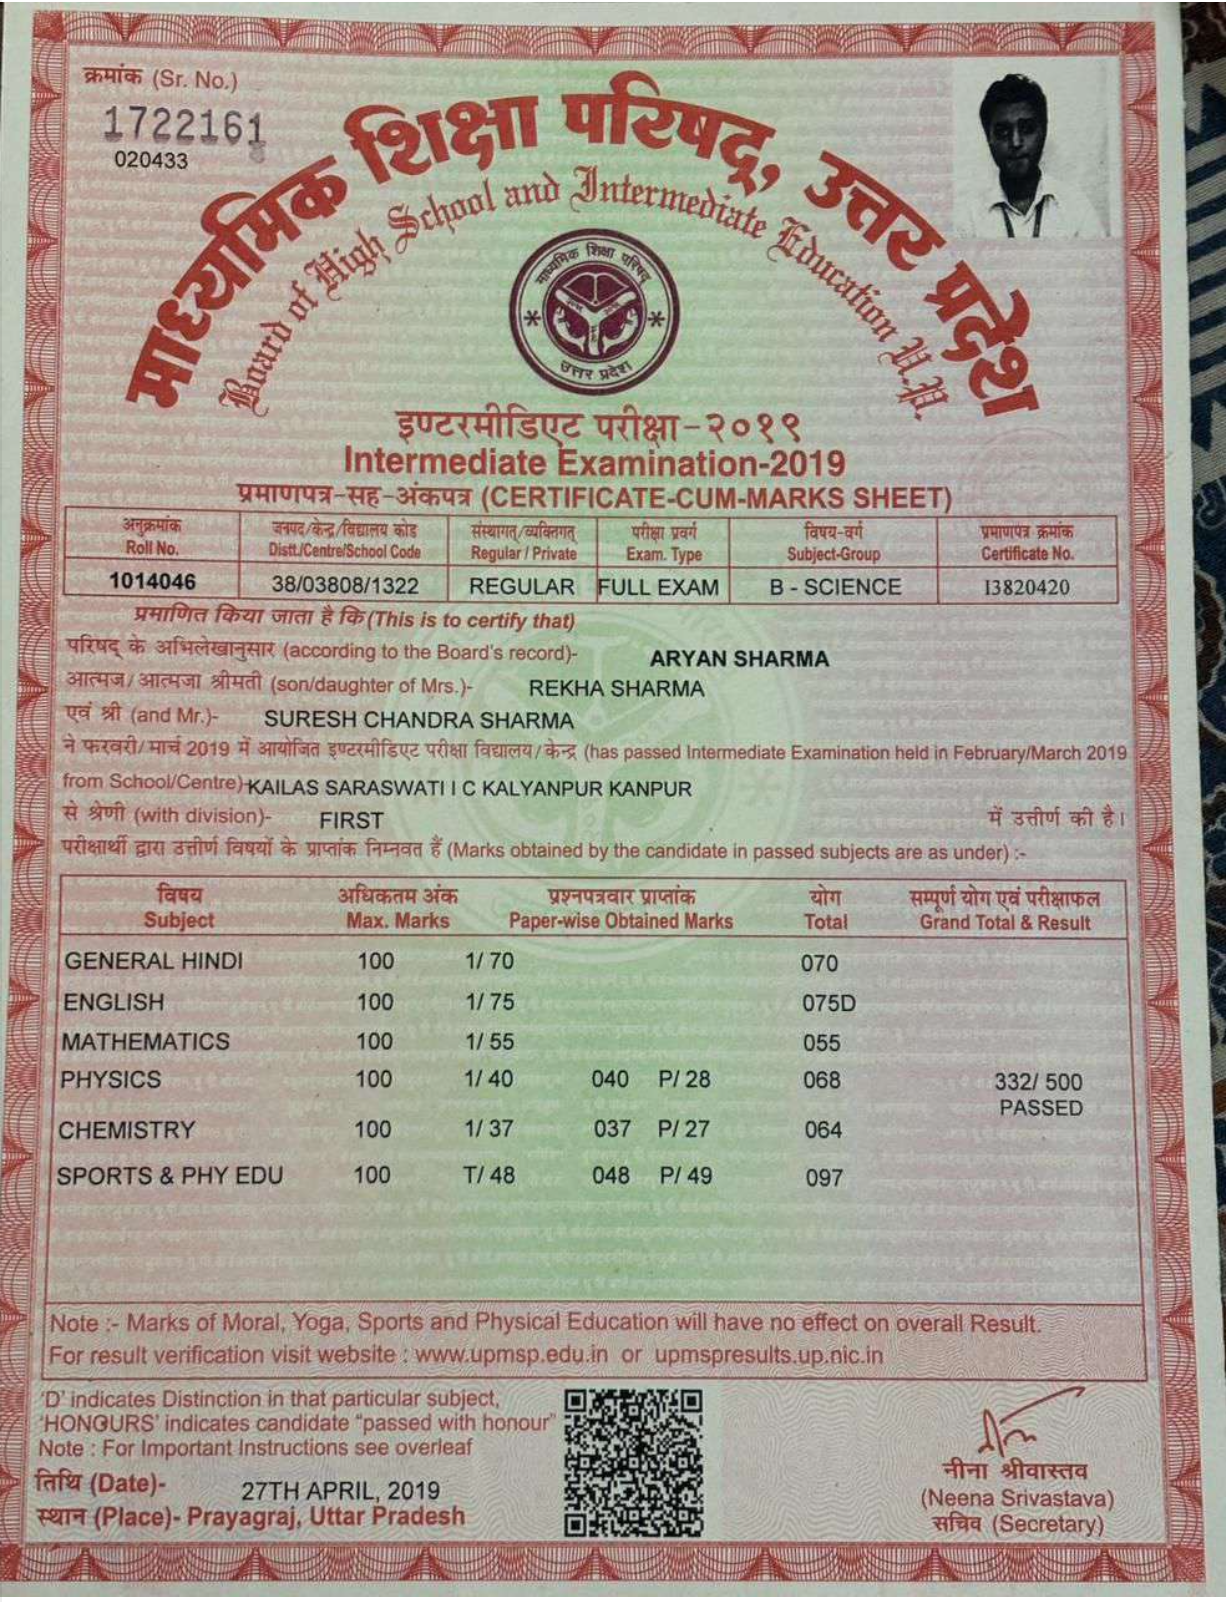 क्रमांक (Sr. No.)
1722161
020433
माध्यमिक शिक्षा परिषद्, उत्तर प्रदेश
Board of High School and Intermediate Education U.P.
माध्यमिक शिक्षा परिषद्
उत्तर प्रदेश
इण्टरमीडिएट परीक्षा-२०१९
Intermediate Examination-2019
प्रमाणपत्र-सह-अंकपत्र (CERTIFICATE-CUM-MARKS SHEET)
अनुक्रमांक जनपद/केन्द्र/विद्यालय कोड संस्थागत्/व्यक्तिगत् परीक्षा प्रवर्ग विषय-वर्ग प्रमाणपत्र क्रमांक
Roll No. Distt./Centre/School Code Regular / Private Exam. Type Subject-Group Certificate No.
1014046 38/03808/1322 REGULAR FULL EXAM B - SCIENCE 13820420
प्रमाणित किया जाता है कि (This is to certify that)
परिषद् के अभिलेखानुसार (according to the Board's record)- ARYAN SHARMA
आत्मज/आत्मजा श्रीमती (son/daughter of Mrs.)- REKHA SHARMA
एवं श्री (and Mr.)- SURESH CHANDRA SHARMA
ने फरवरी/मार्च 2019 में आयोजित इण्टरमीडिएट परीक्षा विद्यालय/केन्द्र (has passed Intermediate Examination held in February/March 2019
from School/Centre)- KAILAS SARASWATI I C KALYANPUR KANPUR
से श्रेणी (with division)- FIRST में उत्तीर्ण की है।
परीक्षार्थी द्वारा उत्तीर्ण विषयों के प्राप्तांक निम्नवत हैं (Marks obtained by the candidate in passed subjects are as under) :-
विषय अधिकतम अंक प्रश्नपत्रवार प्राप्तांक योग सम्पूर्ण योग एवं परीक्षाफल
Subject Max. Marks Paper-wise Obtained Marks Total Grand Total & Result
GENERAL HINDI 100 1/ 70 070
ENGLISH 100 1/ 75 075D
MATHEMATICS 100 1/ 55 055
PHYSICS 100 1/ 40 040 P/ 28 068 332/ 500
PASSED
CHEMISTRY 100 1/ 37 037 P/ 27 064
SPORTS & PHY EDU 100 T/ 48 048 P/ 49 097
Note :- Marks of Moral, Yoga, Sports and Physical Education will have no effect on overall Result.
For result verification visit website : www.upmsp.edu.in or upmspresults.up.nic.in
'D' indicates Distinction in that particular subject,
'HONOURS' indicates candidate "passed with honour"
Note : For Important Instructions see overleaf
तिथि (Date)- 27TH APRIL, 2019
स्थान (Place)- Prayagraj, Uttar Pradesh
नीना श्रीवास्तव
(Neena Srivastava)
सचिव (Secretary)